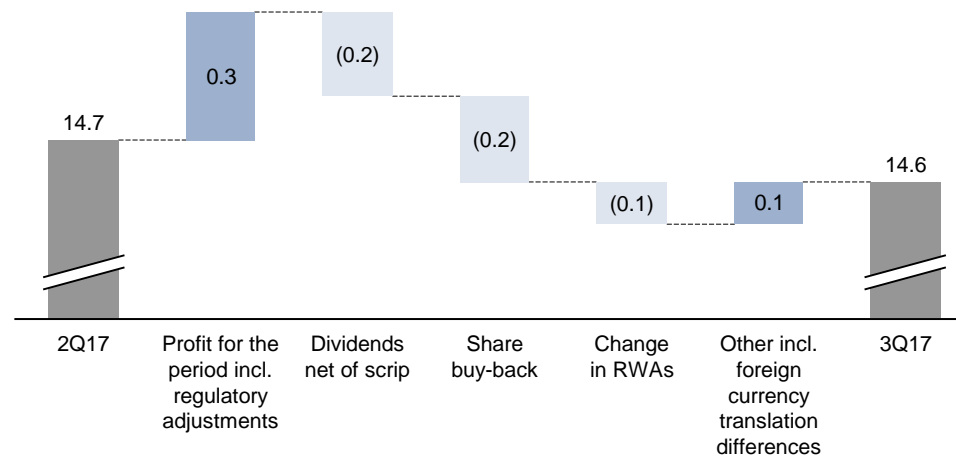 0.3
(0.2)
14.7
(0.2)
14.6
(0.1)
0.1
2Q17
Profit for the
period incl.
regulatory
adjustments
Dividends
net of scrip
Share
buy-back
Change
in RWAs
Other incl.
foreign
currency
translation
differences
3Q17